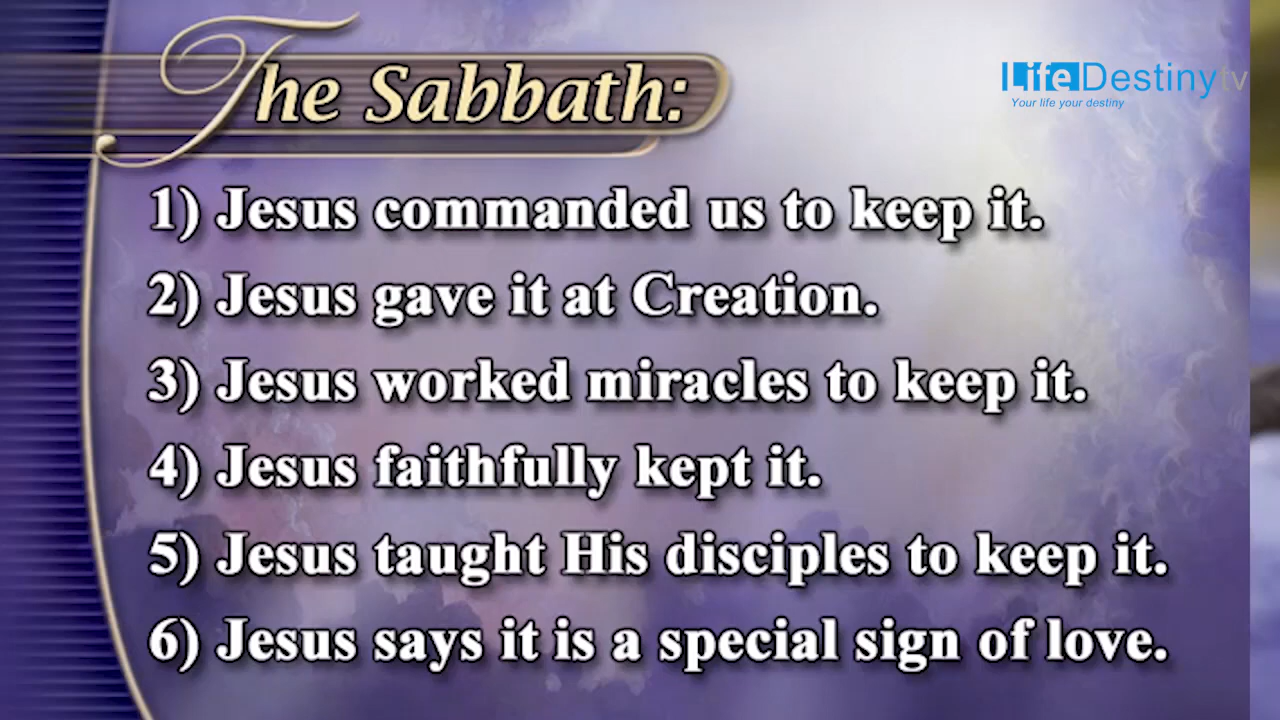 The Sabbath:
LifeDestinytv
Your life your destiny
1) Jesus commanded us to keep it.
2) Jesus gave it at Creation.
3) Jesus worked miracles to keep it.
4) Jesus faithfully kept it.
5) Jesus taught His disciples to keep it.
6) Jesus says it is a special sign of love.